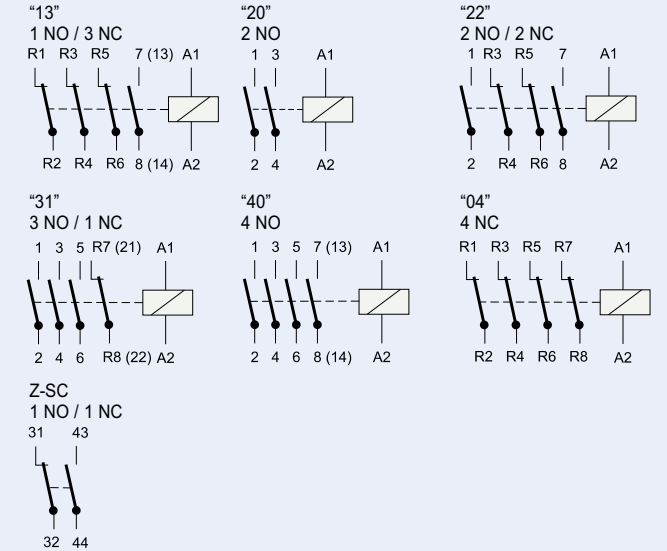 “13”
1 NO / 3 NC
R1 R3 R5 7 (13) A1
R2 R4 R6 8 (14) A2
“20”
2 NO
1 3 A1
2 4 A2
“22”
2 NO / 2 NC
1 R3 R5 7 A1
2 R4 R6 8 A2
“31”
3 NO / 1 NC
1 3 5 R7 (21) A1
2 4 6 R8 (22) A2
“40”
4 NO
1 3 5 7 (13) A1
2 4 6 8 (14) A2
“04”
4 NC
R1 R3 R5 R7 A1
R2 R4 R6 R8 A2
Z-SC
1 NO / 1 NC
31 43
32 44